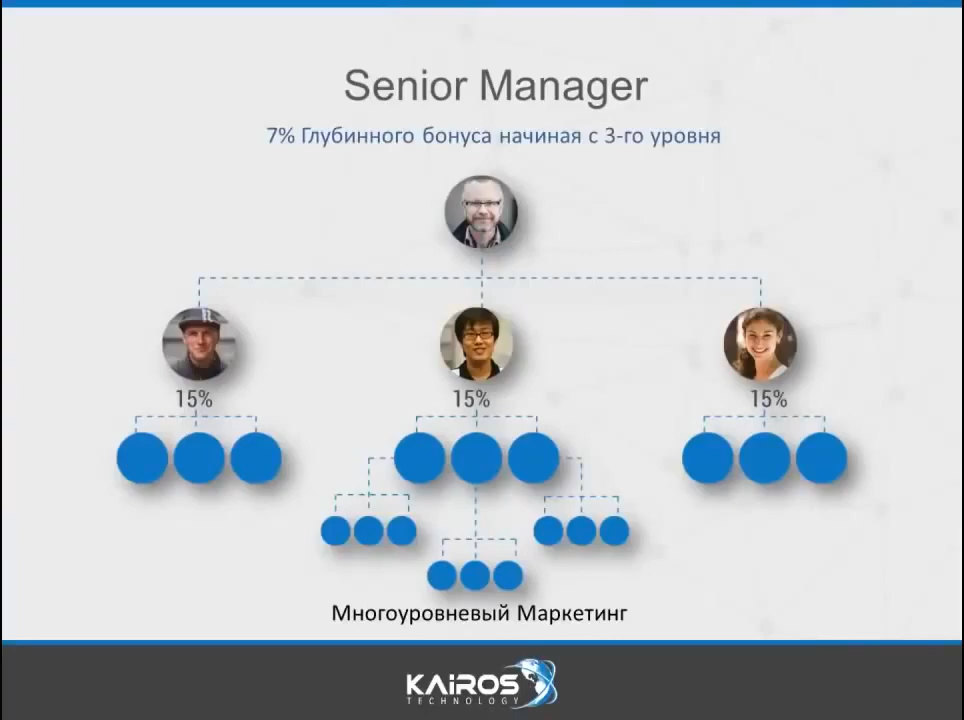 Senior Manager
7% Глубинного бонуса начиная с 3-го уровня
15%
15%
15%
Многоуровневый Маркетинг
KAiROS
TECHNOLOGY